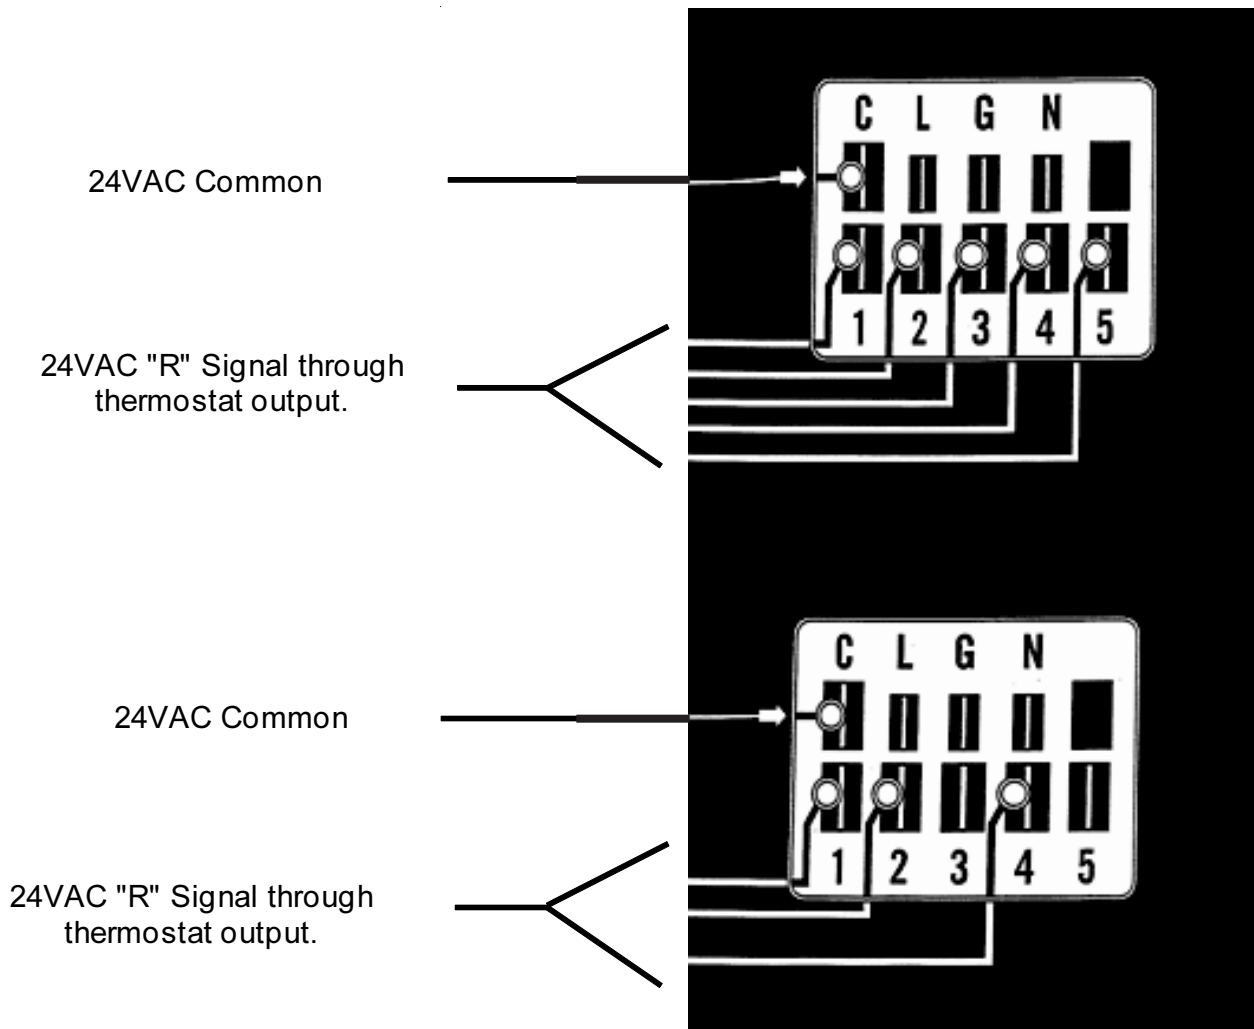 C L G N
24VAC Common
1 2 3 4 5
24VAC "R" Signal through
thermostat output.
C L G N
24VAC Common
1 2 3 4 5
24VAC "R" Signal through
thermostat output.